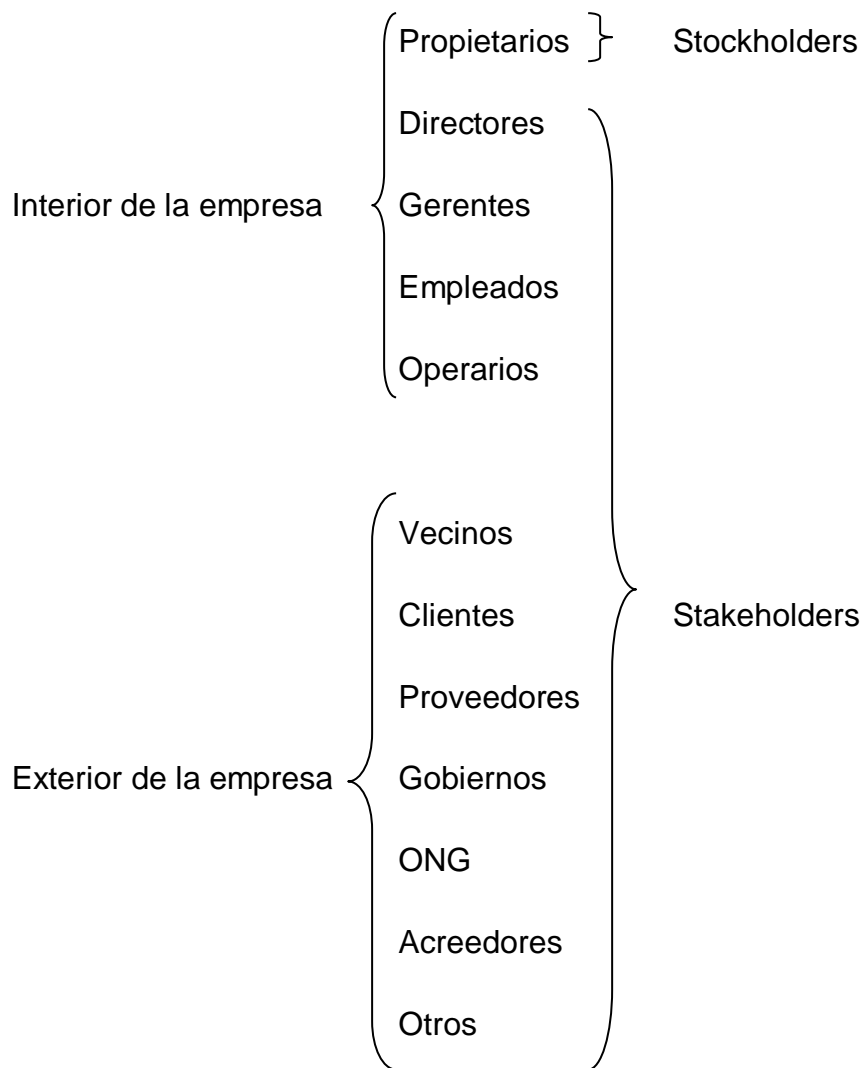 Propietarios Stockholders
Directores
Interior de la empresa Gerentes
Empleados
Operarios
Vecinos
Clientes Stakeholders
Proveedores
Exterior de la empresa Gobiernos
ONG
Acreedores
Otros